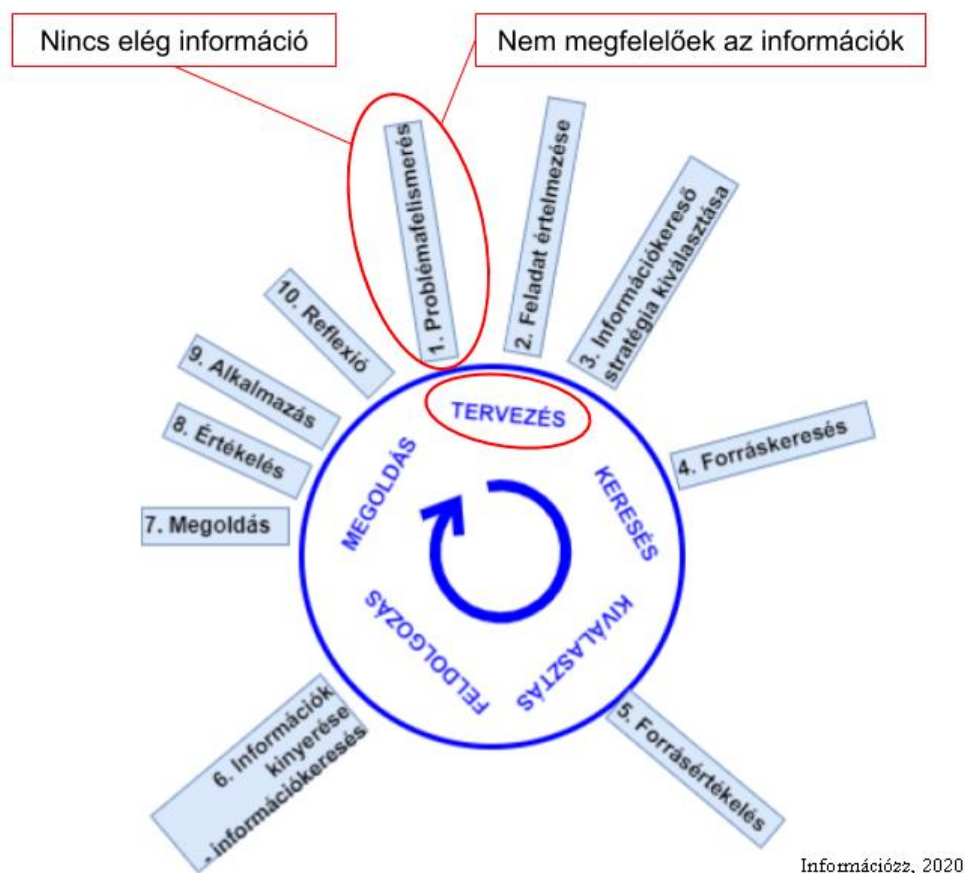 Nincs elég információ
Nem megfelelőek az információk
1. Problémafelismerés
2. Feladat értelmezése
3. Információkereső
stratégia kiválasztása
4. Forráskeresés
5. Forrásértékelés
6. Információk
kinyerése
- információkeresés
7. Megoldás
8. Értékelés
9. Alkalmazás
10. Reflexió
TERVEZÉS
KERESÉS
KIVÁLASZTÁS
FELDOLGOZÁS
MEGOLDÁS
Információzz, 2020